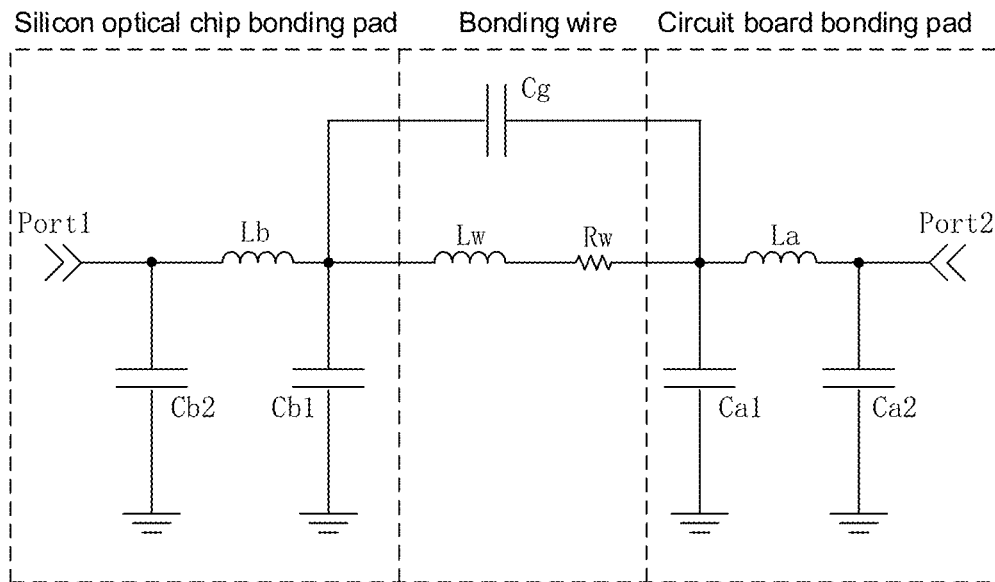 Silicon optical chip bonding pad
Bonding wire
Circuit board bonding pad
Cg
Port1
Lb
Lw
Rw
La
Port2
Cb2
Cb1
Ca1
Ca2